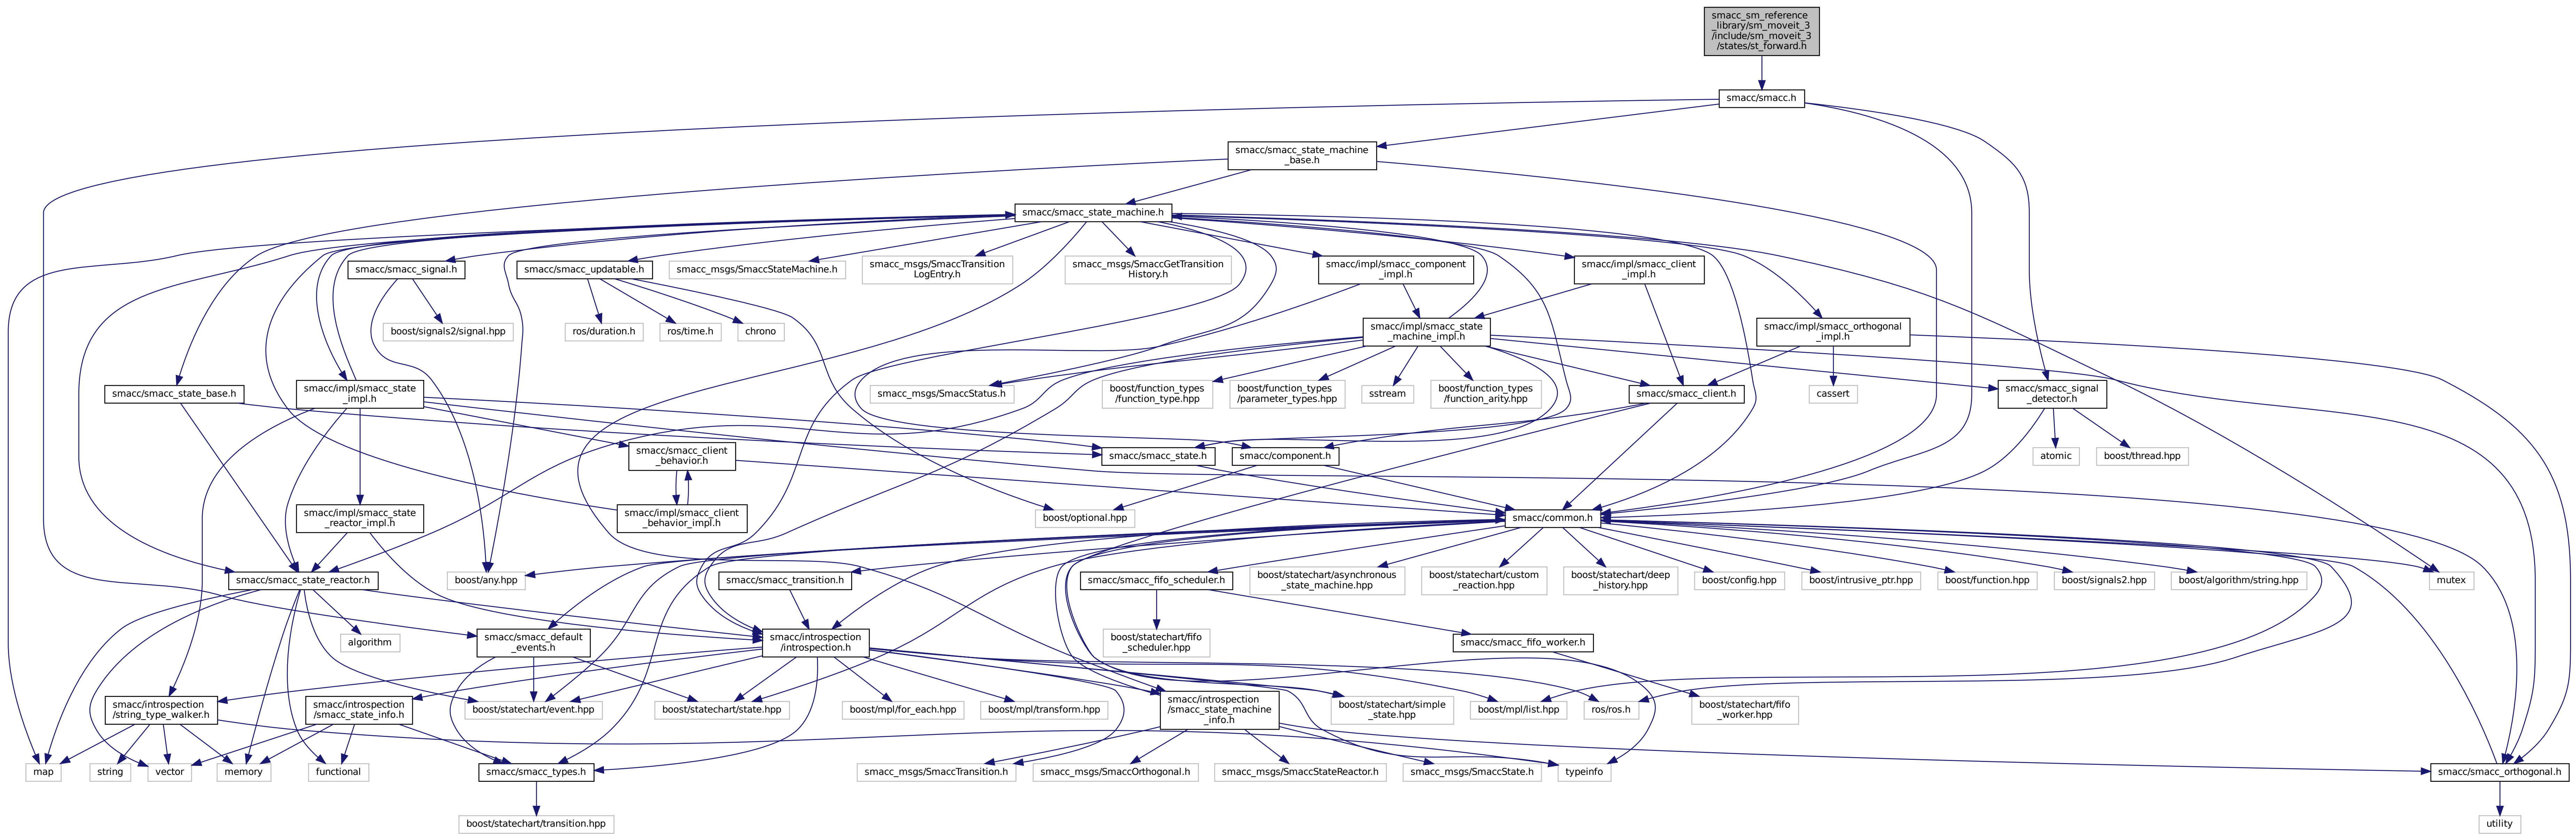 smacc_sm_reference
_library/sm_moveit_3
/include/sm_moveit_3
/states/st_forward.h
smacc/smacc.h
smacc/smacc_state_machine
_base.h
smacc/smacc_state_machine.h
smacc/smacc_signal.h
smacc/smacc_updatable.h
smacc_msgs/SmaccStateMachine.h
smacc_msgs/SmaccTransition
LogEntry.h
smacc_msgs/SmaccGetTransition
History.h
smacc/impl/smacc_component
_impl.h
smacc/impl/smacc_client
_impl.h
boost/signals2/signal.hpp
ros/duration.h
ros/time.h
chrono
smacc/impl/smacc_state
_machine_impl.h
smacc/impl/smacc_orthogonal
_impl.h
smacc/smacc_state_base.h
smacc/impl/smacc_state
_impl.h
smacc_msgs/SmaccStatus.h
boost/function_types
/function_type.hpp
boost/function_types
/parameter_types.hpp
sstream
boost/function_types
/function_arity.hpp
smacc/smacc_client.h
cassert
smacc/smacc_signal
_detector.h
smacc/smacc_client
_behavior.h
smacc/smacc_state.h
smacc/component.h
atomic
boost/thread.hpp
smacc/impl/smacc_state
_reactor_impl.h
smacc/impl/smacc_client
_behavior_impl.h
boost/optional.hpp
smacc/common.h
smacc/smacc_state_reactor.h
boost/any.hpp
smacc/smacc_transition.h
smacc/smacc_fifo_scheduler.h
boost/statechart/asynchronous
_state_machine.hpp
boost/statechart/custom
_reaction.hpp
boost/statechart/deep
_history.hpp
boost/config.hpp
boost/intrusive_ptr.hpp
boost/function.hpp
boost/signals2.hpp
boost/algorithm/string.hpp
mutex
algorithm
smacc/smacc_default
_events.h
smacc/introspection
/introspection.h
boost/statechart/fifo
_scheduler.hpp
smacc/smacc_fifo_worker.h
smacc/introspection
/string_type_walker.h
smacc/introspection
/smacc_state_info.h
boost/statechart/event.hpp
boost/statechart/state.hpp
boost/mpl/for_each.hpp
boost/mpl/transform.hpp
smacc/introspection
/smacc_state_machine
_info.h
boost/statechart/simple
_state.hpp
boost/mpl/list.hpp
ros/ros.h
boost/statechart/fifo
_worker.hpp
map
string
vector
memory
functional
smacc/smacc_types.h
smacc_msgs/SmaccTransition.h
smacc_msgs/SmaccOrthogonal.h
smacc_msgs/SmaccStateReactor.h
smacc_msgs/SmaccState.h
typeinfo
smacc/smacc_orthogonal.h
boost/statechart/transition.hpp
utility